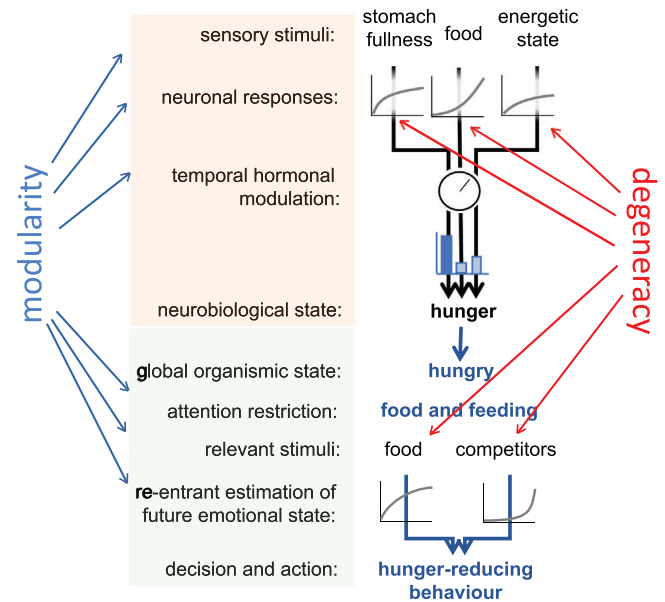 modularity
sensory stimuli:
stomach fullness
food
energetic state
neuronal responses:
temporal hormonal
modulation:
neurobiological state:
hunger
global organismic state:
hungry
attention restriction:
food and feeding
relevant stimuli:
food
competitors
re-entrant estimation of
future emotional state:
decision and action:
hunger-reducing
behaviour
degeneracy